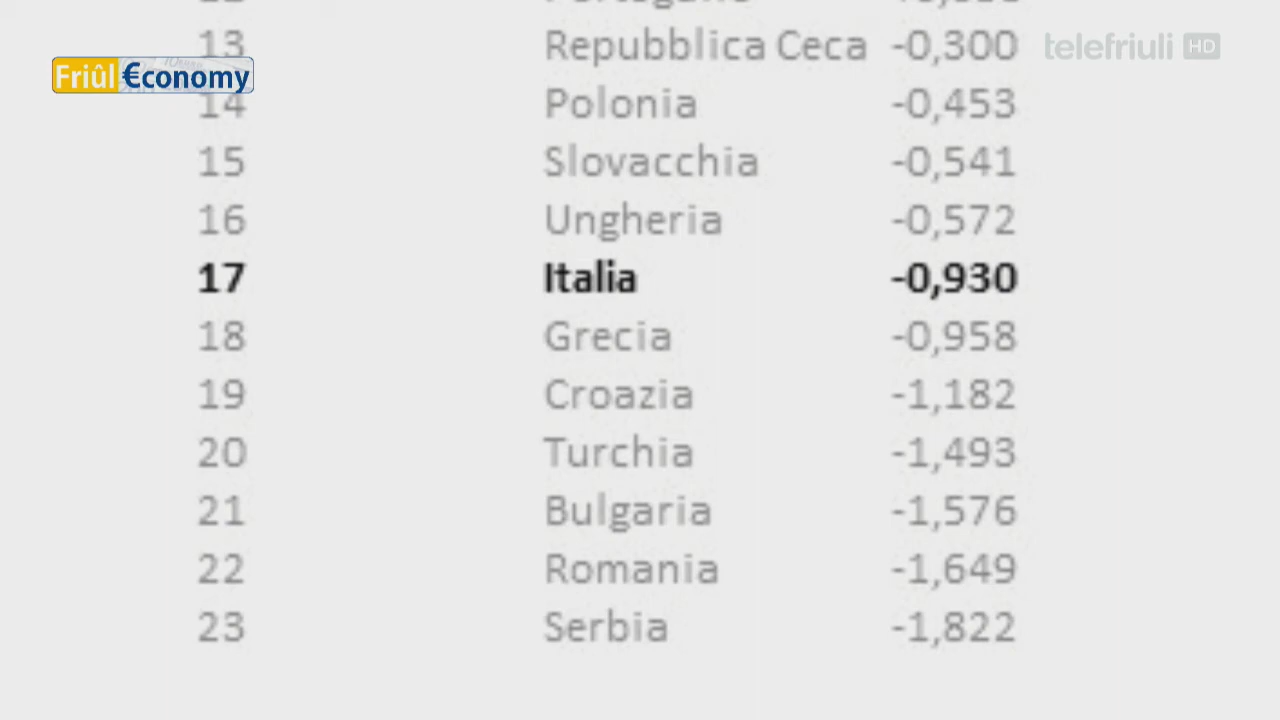 13 Repubblica Ceca -0,300
telefriuli HD
Friûl €conomy
14 Polonia -0,453
15 Slovacchia -0,541
16 Ungheria -0,572
17 Italia -0,930
18 Grecia -0,958
19 Croazia -1,182
20 Turchia -1,493
21 Bulgaria -1,576
22 Romania -1,649
23 Serbia -1,822